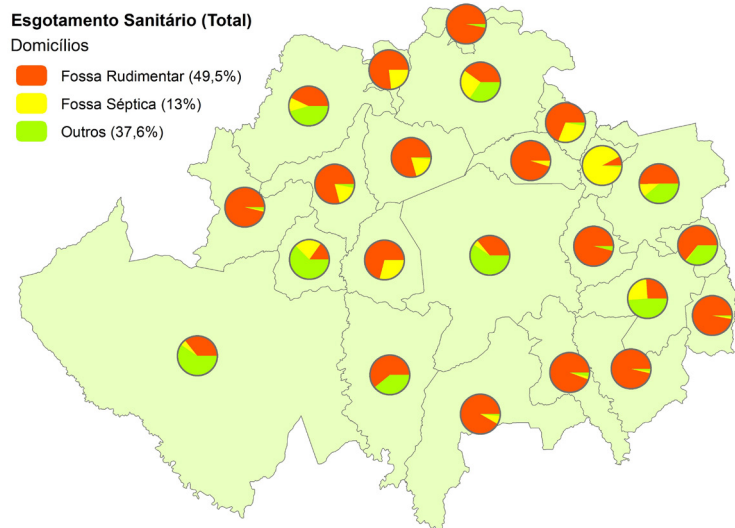 Esgotamento Sanitário (Total)
Domicílios
Fossa Rudimentar (49,5%)
Fossa Séptica (13%)
Outros (37,6%)